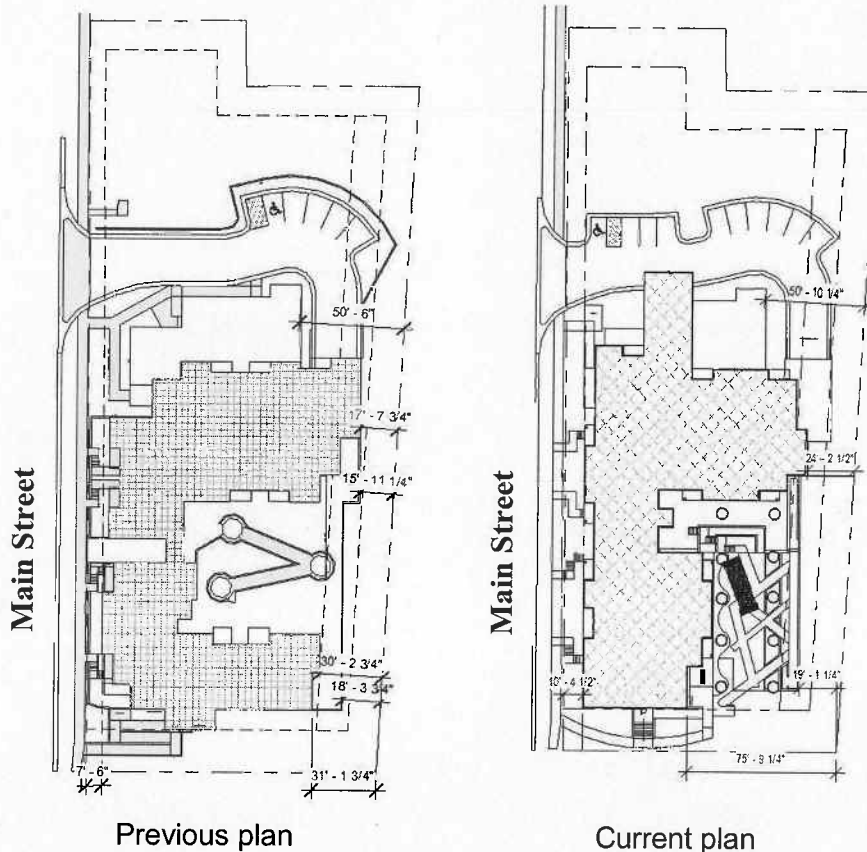 Main Street
50' - 6"
17' - 7 3/4"
15' - 11 1/4"
30' - 2 3/4"
18' - 3 3/4"
7' - 6"
31' - 1 3/4"
Previous plan
Main Street
50' - 10 1/4"
24' - 2 1/2"
10' - 4 1/2"
19' - 1 1/4"
75' - 9 1/4"
Current plan